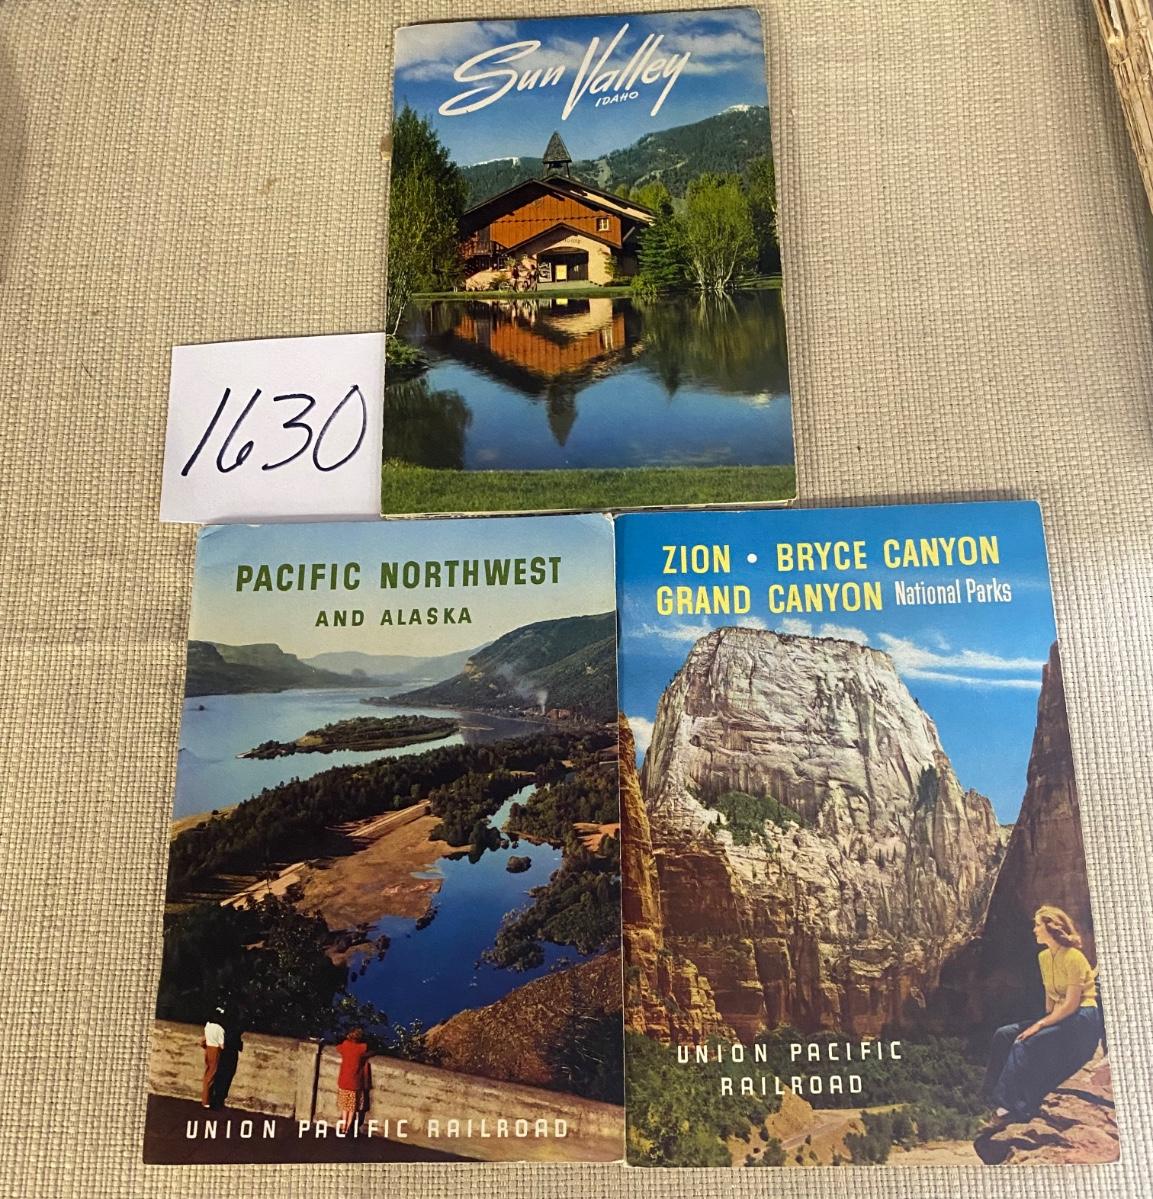 Sun Valley
IDAHO
1630
PACIFIC NORTHWEST
AND ALASKA
UNION PACIFIC RAILROAD
ZION • BRYCE CANYON
GRAND CANYON National Parks
UNION PACIFIC
RAILROAD